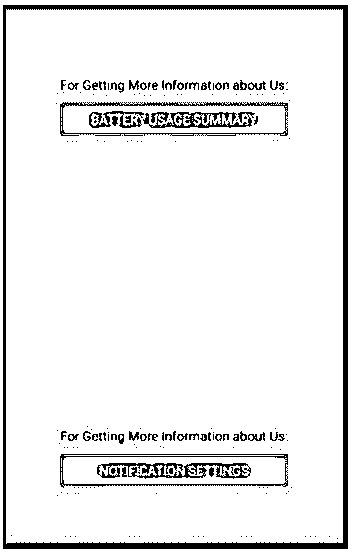 For Getting More Information about Us:
BATTERY USAGE SUMMARY
For Getting More Information about Us:
NOTIFICATION SETTINGS